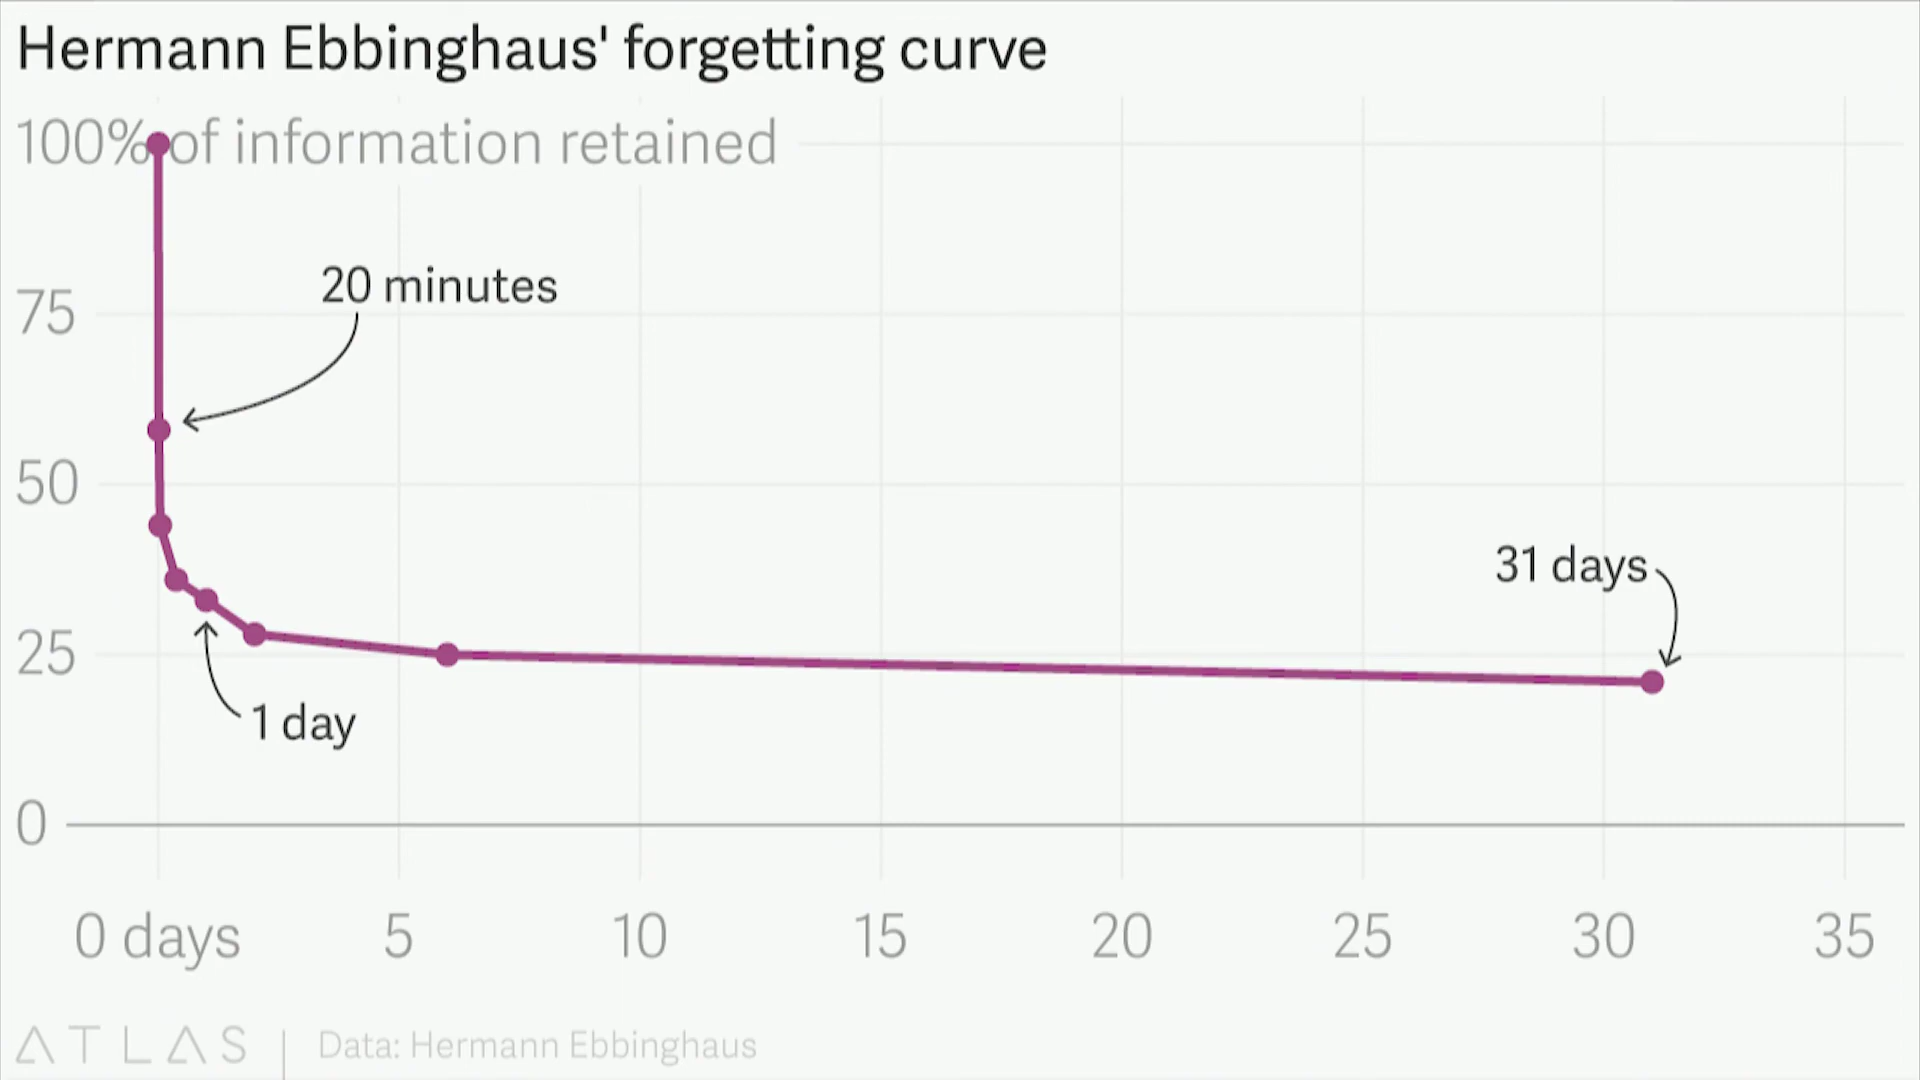 Hermann Ebbinghaus' forgetting curve
100% of information retained
20 minutes
75
50
31 days
25
1 day
0
0 days 5 10 15 20 25 30 35
ATLAS | Data: Hermann Ebbinghaus